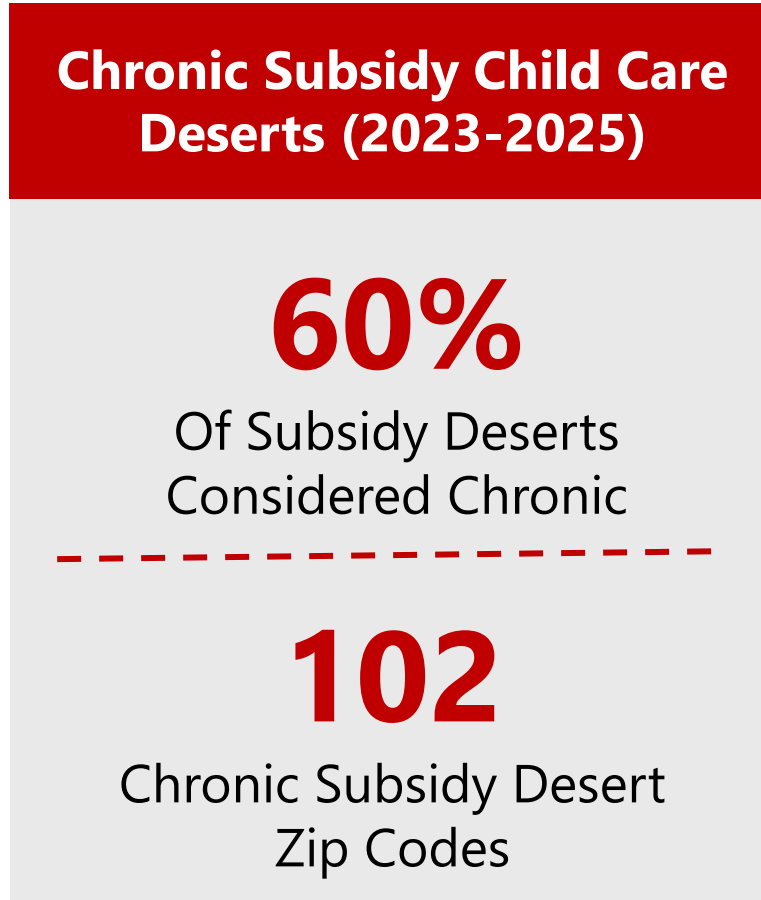 Chronic Subsidy Child Care
Deserts (2023-2025)
60%
Of Subsidy Deserts
Considered Chronic
102
Chronic Subsidy Desert
Zip Codes